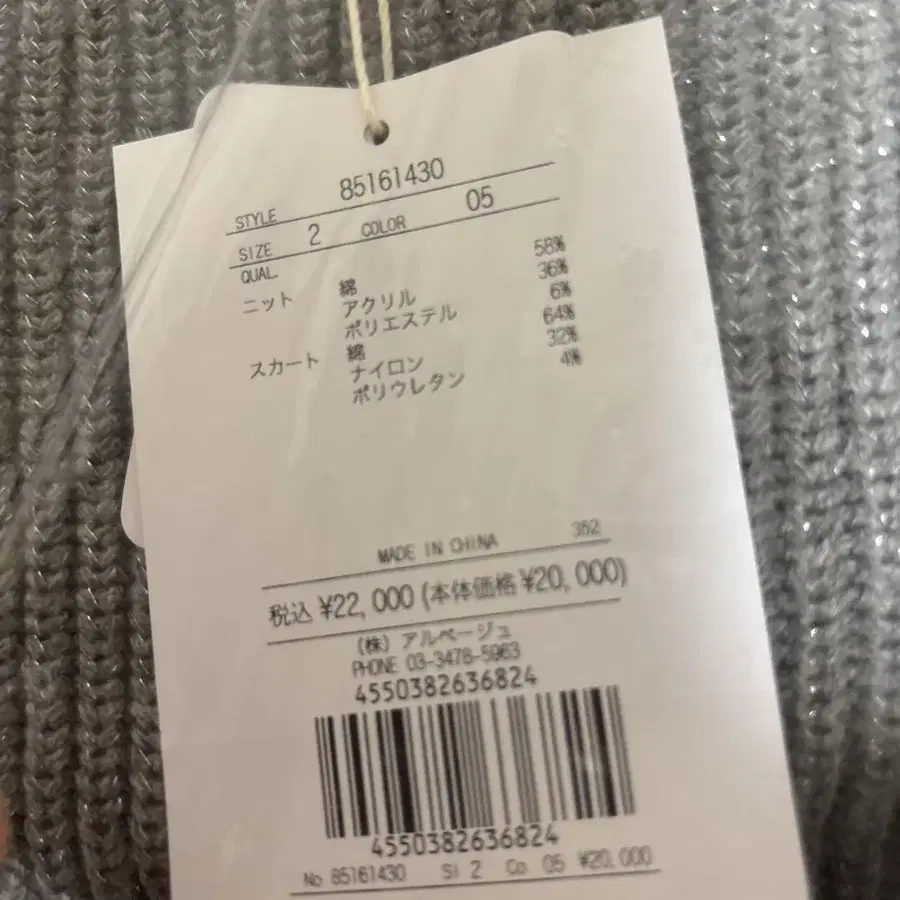 STYLE 85161430
SIZE 2 COLOR 05
QUAL
ニット 綿 58%
アクリル 36%
ポリエステル 6%
スカート 綿 64%
ナイロン 32%
ポリウレタン 4%
MADE IN CHINA 352
税込 ¥22,000 (本体価格 ¥20,000)
(株) アルページュ
PHONE 03-3478-5963
4550382636824
4550382636824
No 85161430 Si 2 Co 05 ¥20,000